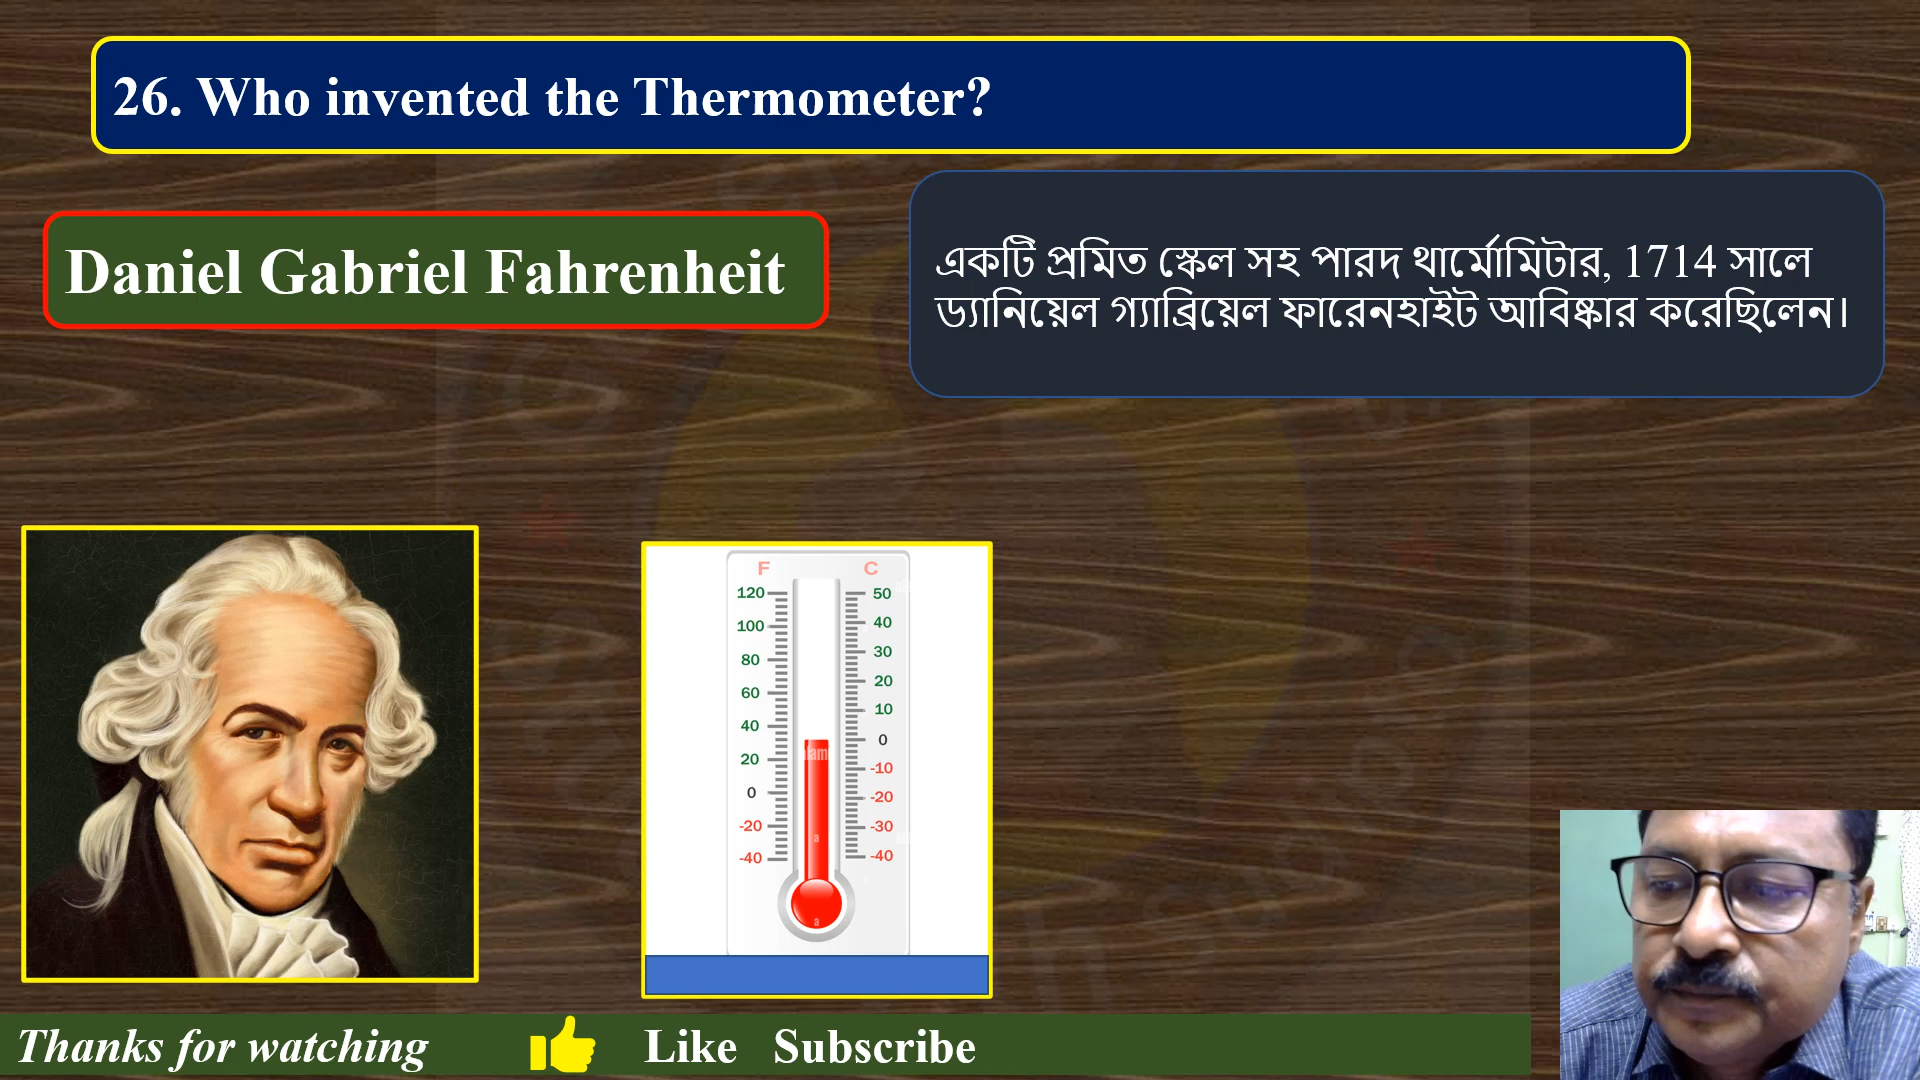 26. Who invented the Thermometer?
Daniel Gabriel Fahrenheit
একটি প্রমিত স্কেল সহ পারদ থার্মোমিটার, 1714 সালে
ড্যানিয়েল গ্যাব্রিয়েল ফারেনহাইট আবিষ্কার করেছিলেন।
F C
120 50
100 40
80 30
60 20
40 10
20 0
0 -10
-20 -20
-40 -30
-40
Thanks for watching Like Subscribe